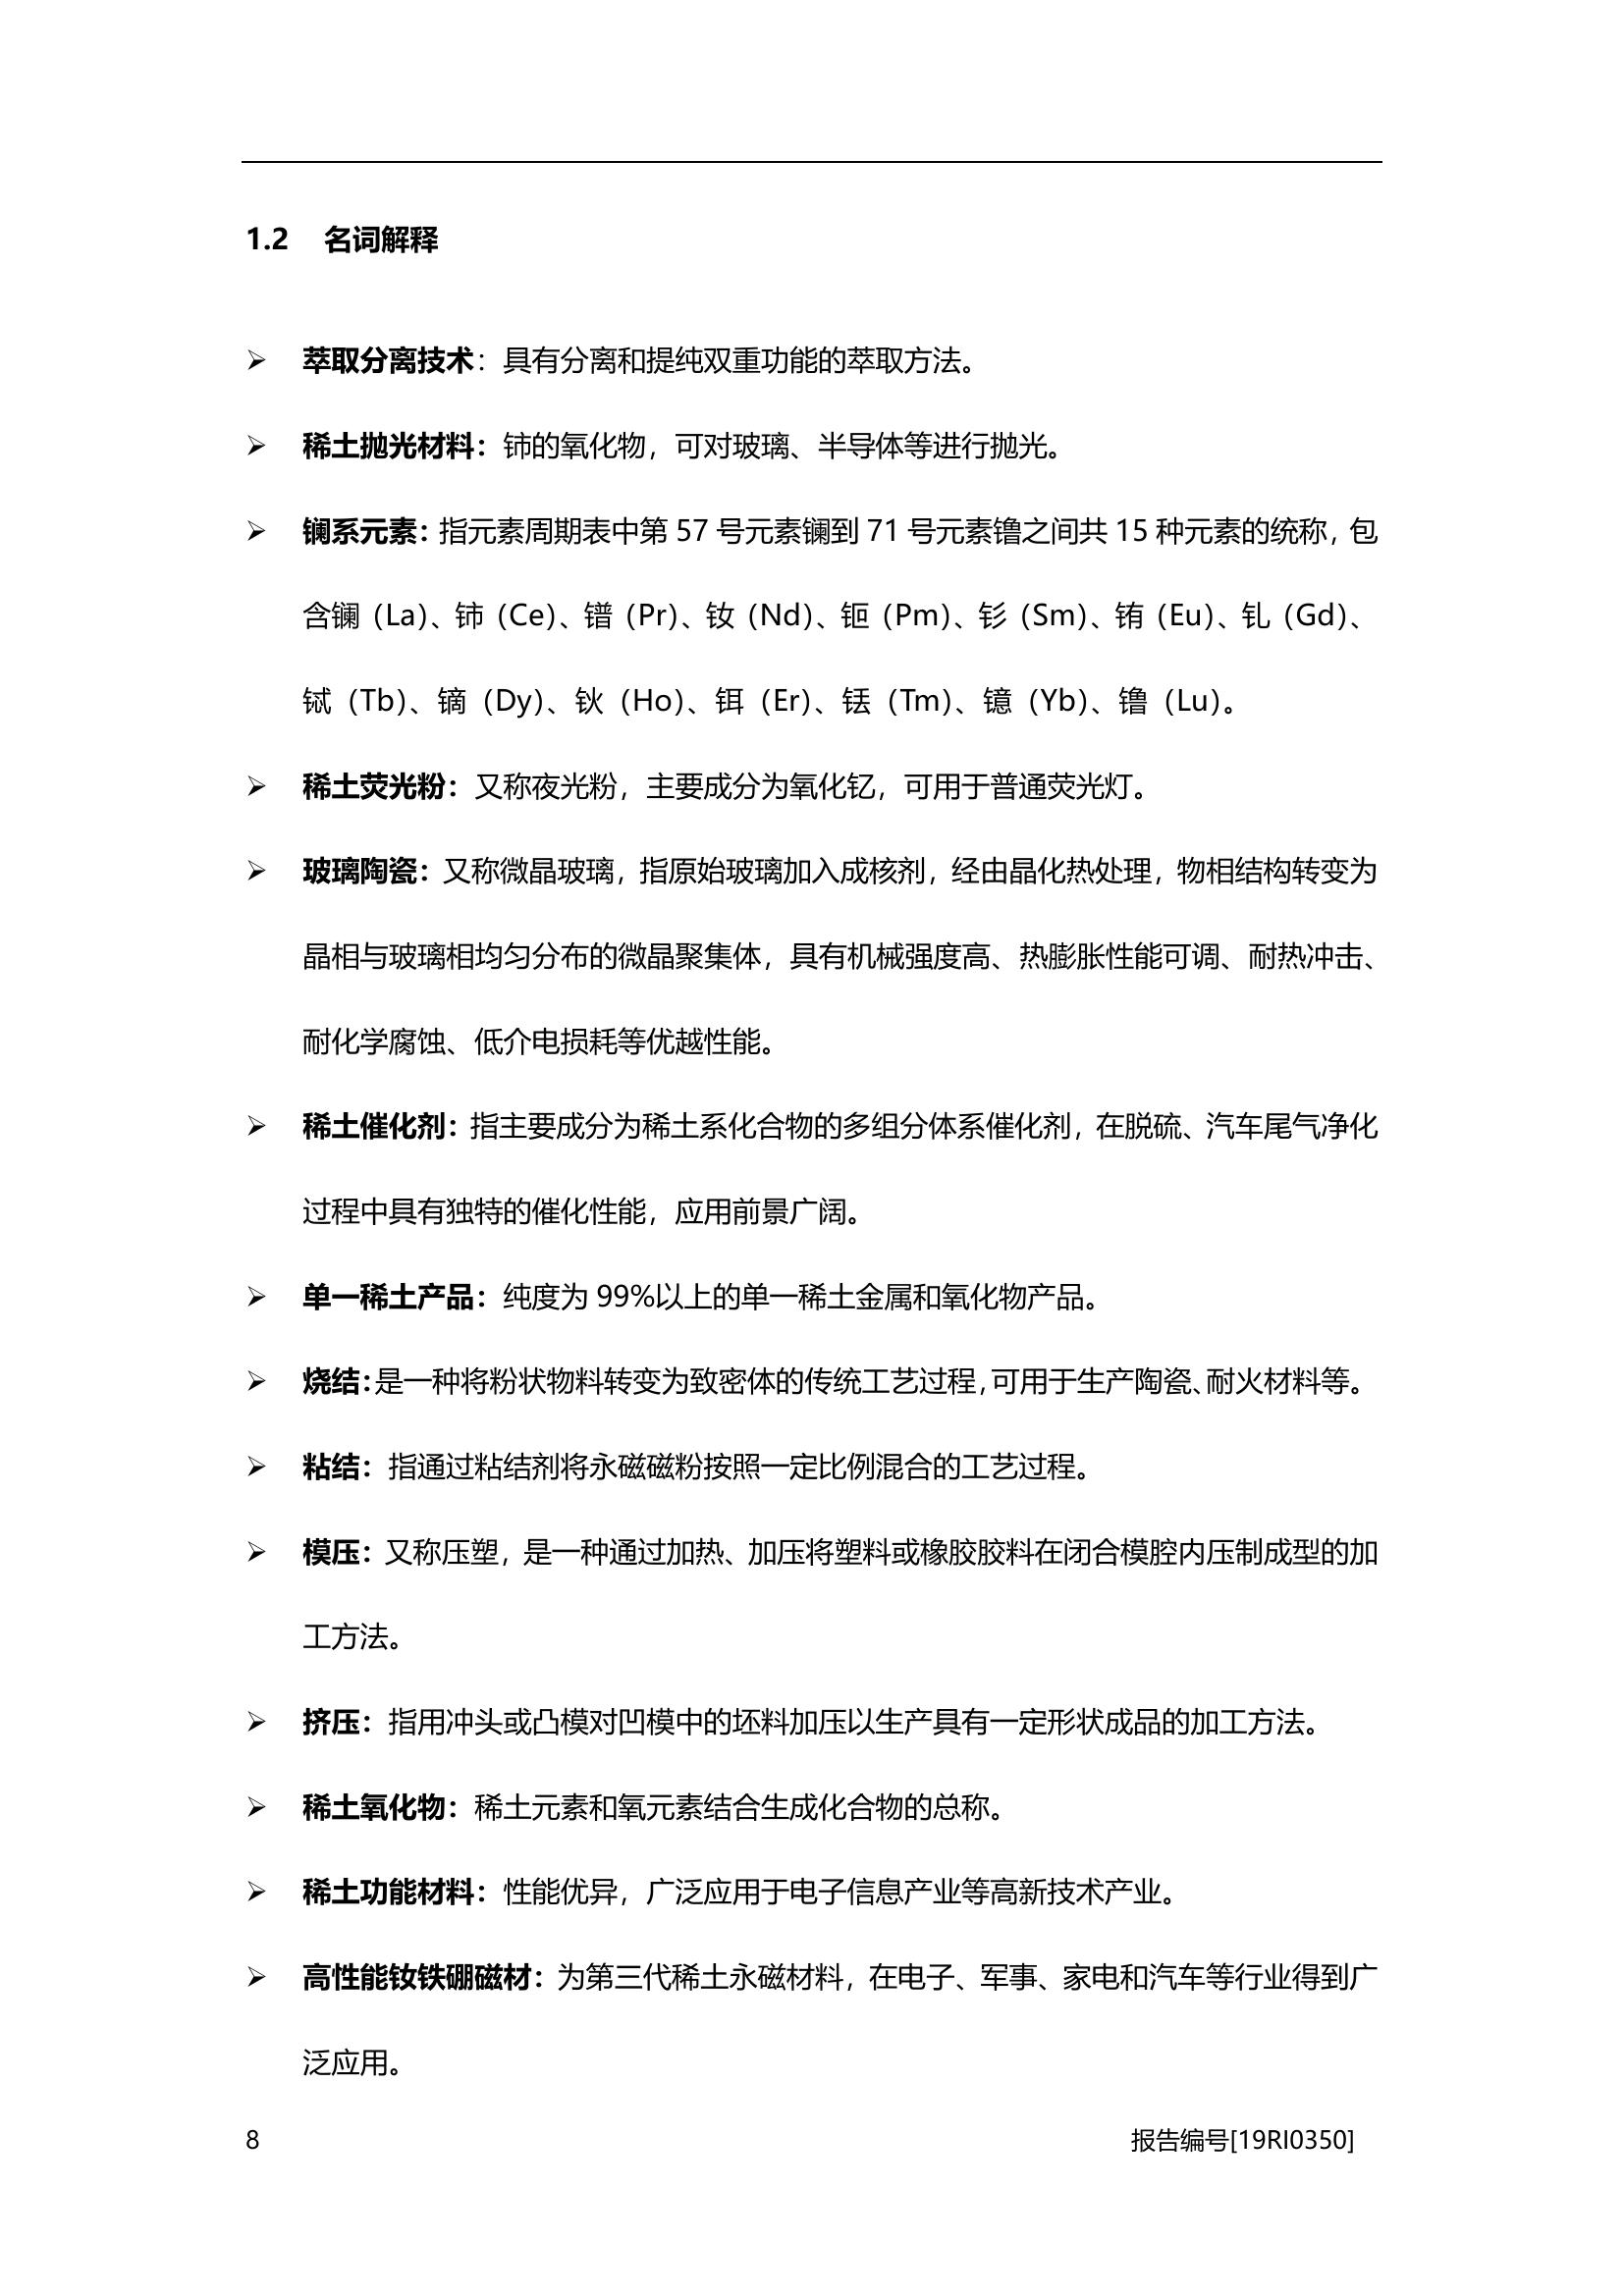 1.2 名词解释
➢ 萃取分离技术：具有分离和提纯双重功能的萃取方法。
➢ 稀土抛光材料：铈的氧化物，可对玻璃、半导体等进行抛光。
➢ 镧系元素：指元素周期表中第 57 号元素镧到 71 号元素镥之间共 15 种元素的统称，包
含镧（La）、铈（Ce）、镨（Pr）、钕（Nd）、钷（Pm）、钐（Sm）、铕（Eu）、钆（Gd）、
铽（Tb）、镝（Dy）、钬（Ho）、铒（Er）、铥（Tm）、镱（Yb）、镥（Lu）。
➢ 稀土荧光粉：又称夜光粉，主要成分为氧化钇，可用于普通荧光灯。
➢ 玻璃陶瓷：又称微晶玻璃，指原始玻璃加入成核剂，经由晶化热处理，物相结构转变为
晶相与玻璃相均匀分布的微晶聚集体，具有机械强度高、热膨胀性能可调、耐热冲击、
耐化学腐蚀、低介电损耗等优越性能。
➢ 稀土催化剂：指主要成分为稀土系化合物的多组分体系催化剂，在脱硫、汽车尾气净化
过程中具有独特的催化性能，应用前景广阔。
➢ 单一稀土产品：纯度为 99%以上的单一稀土金属和氧化物产品。
➢ 烧结：是一种将粉状物料转变为致密体的传统工艺过程，可用于生产陶瓷、耐火材料等。
➢ 粘结：指通过粘结剂将永磁磁粉按照一定比例混合的工艺过程。
➢ 模压：又称压塑，是一种通过加热、加压将塑料或橡胶胶料在闭合模腔内压制成型的加
工方法。
➢ 挤压：指用冲头或凸模对凹模中的坯料加压以生产具有一定形状成品的加工方法。
➢ 稀土氧化物：稀土元素和氧元素结合生成化合物的总称。
➢ 稀土功能材料：性能优异，广泛应用于电子信息产业等高新技术产业。
➢ 高性能钕铁硼磁材：为第三代稀土永磁材料，在电子、军事、家电和汽车等行业得到广
泛应用。
8 报告编号[19RI0350]